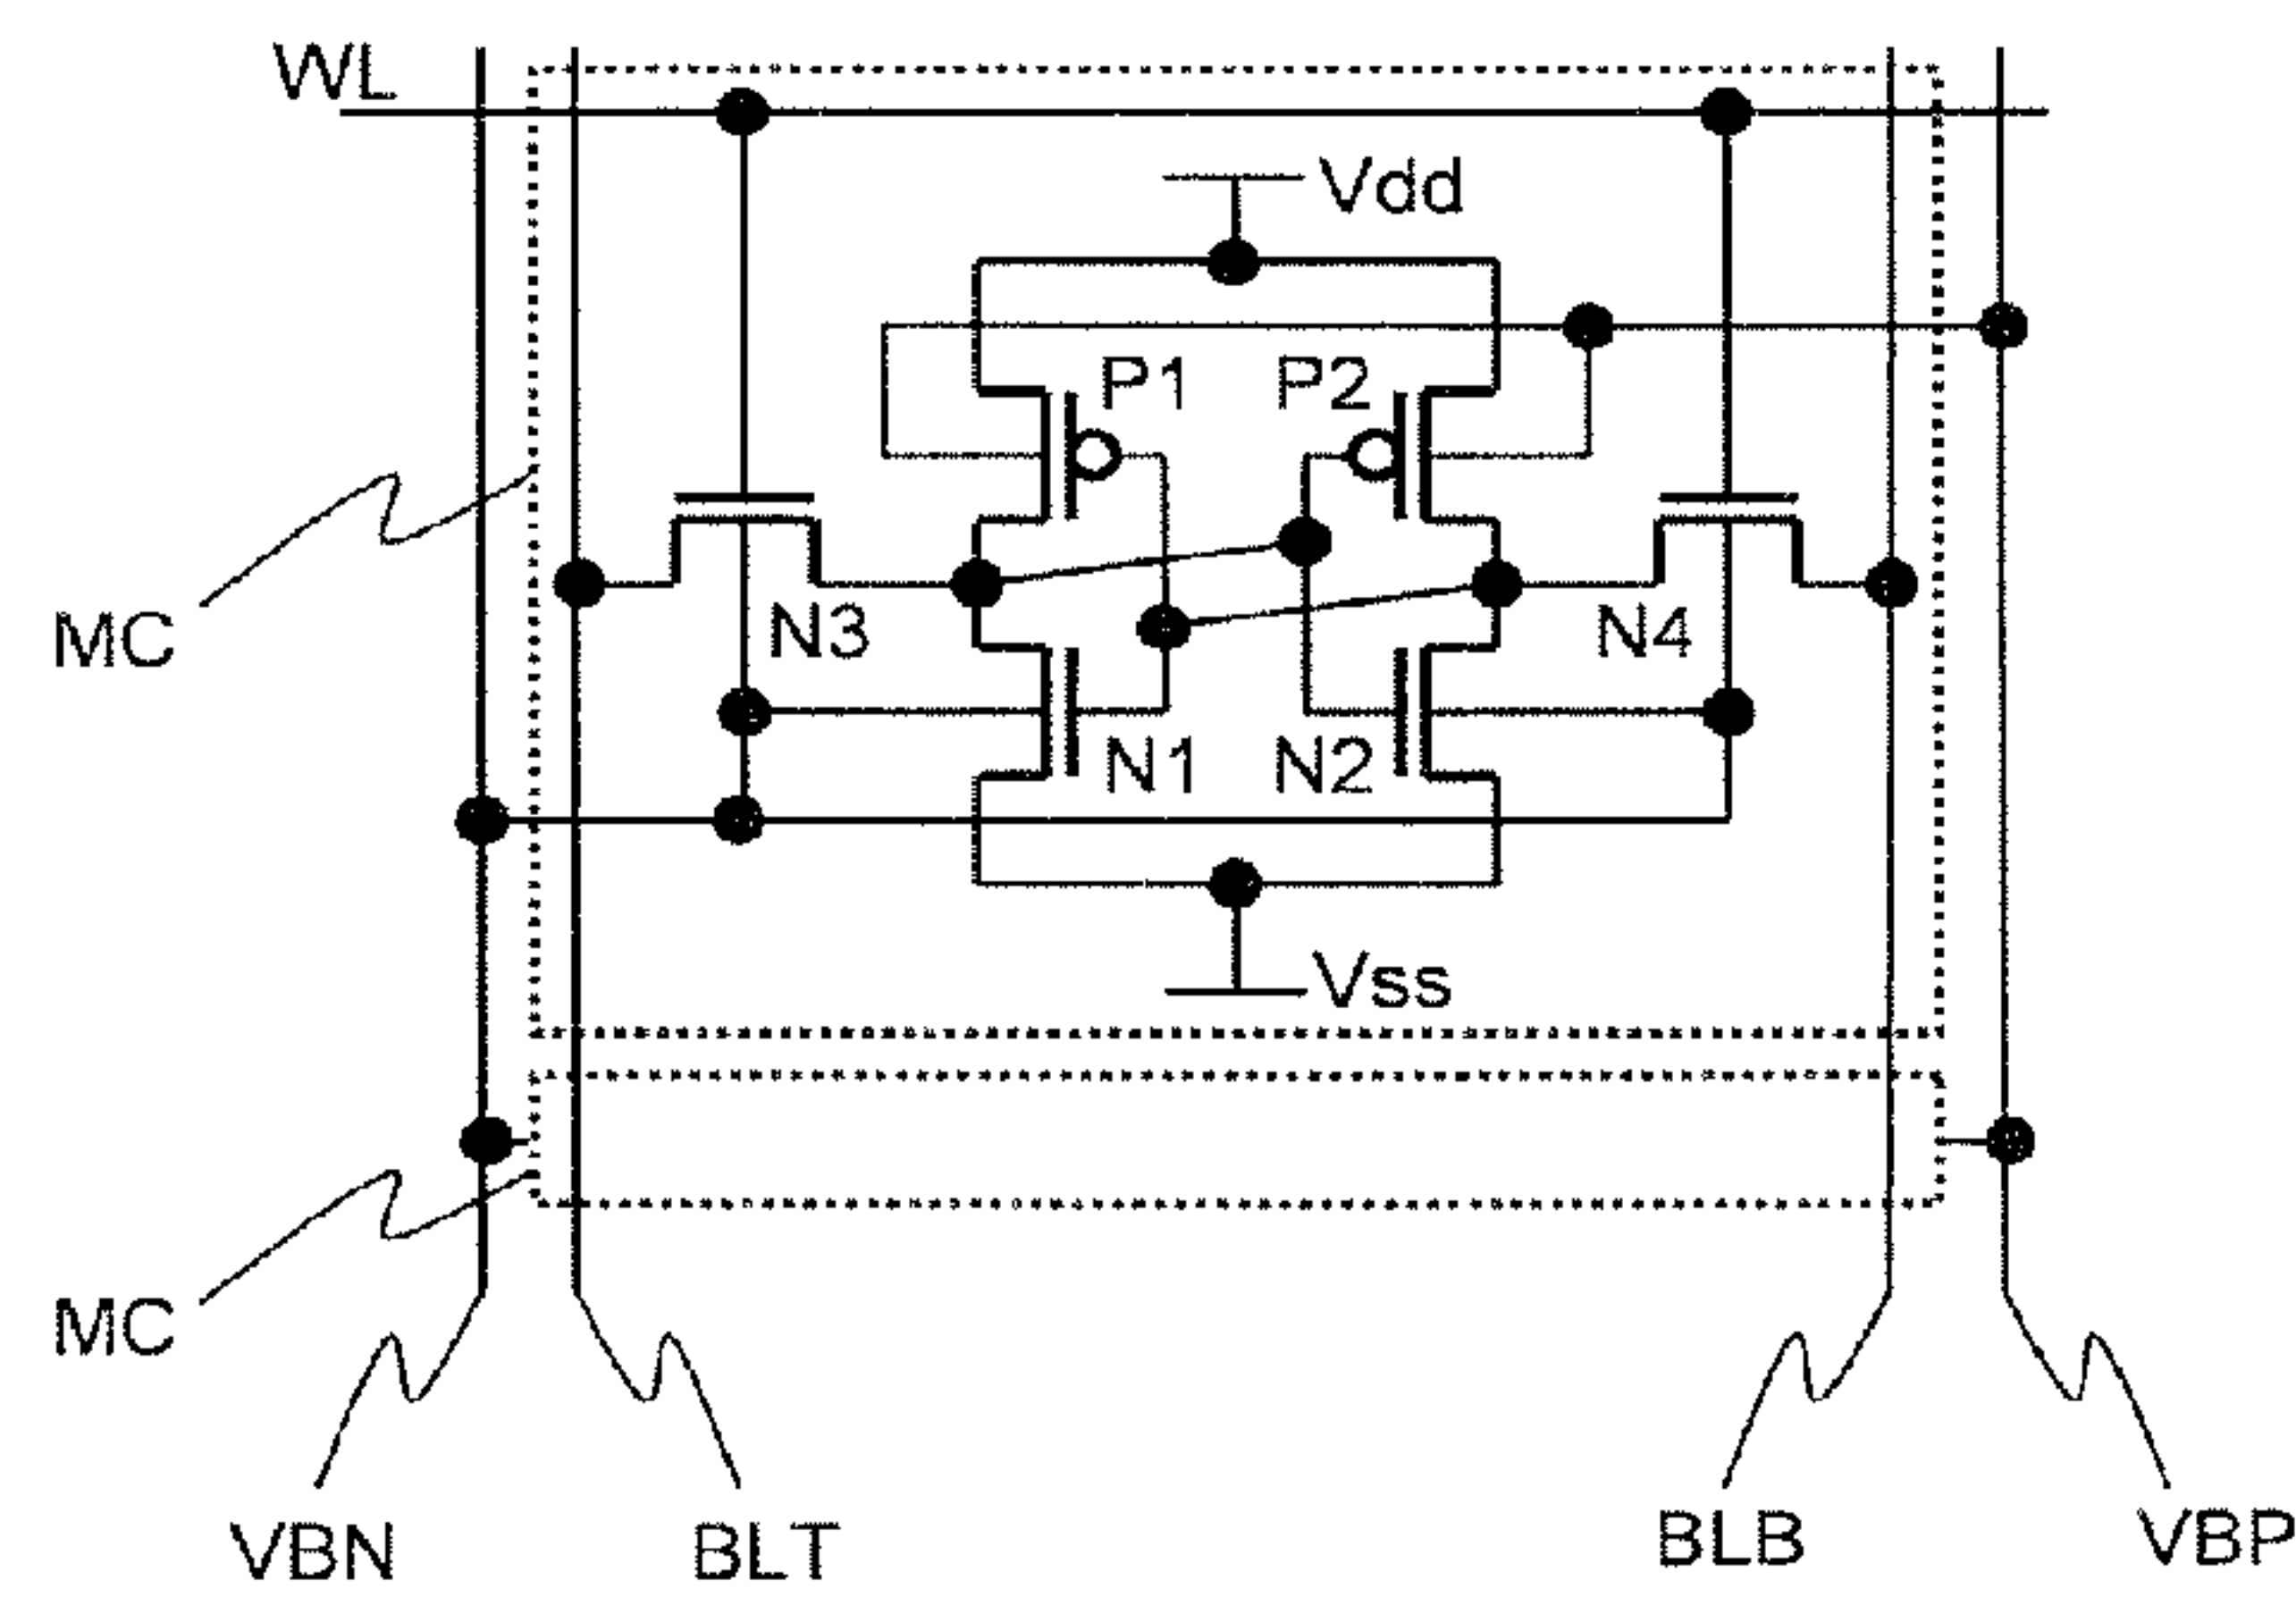 WL
Vdd
P1 P2
MC
N3 N4
N1 N2
Vss
MC
VBN BLT BLB VBP